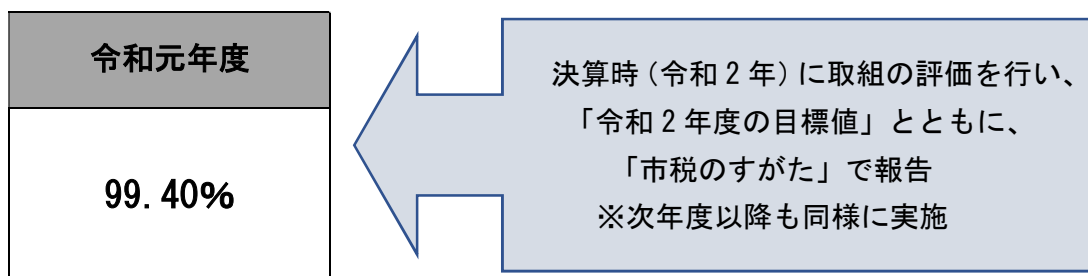 令和元年度
99.40%
決算時(令和2年)に取組の評価を行い、
「令和2年度の目標値」とともに、
「市税のすがた」で報告
※次年度以降も同様に実施